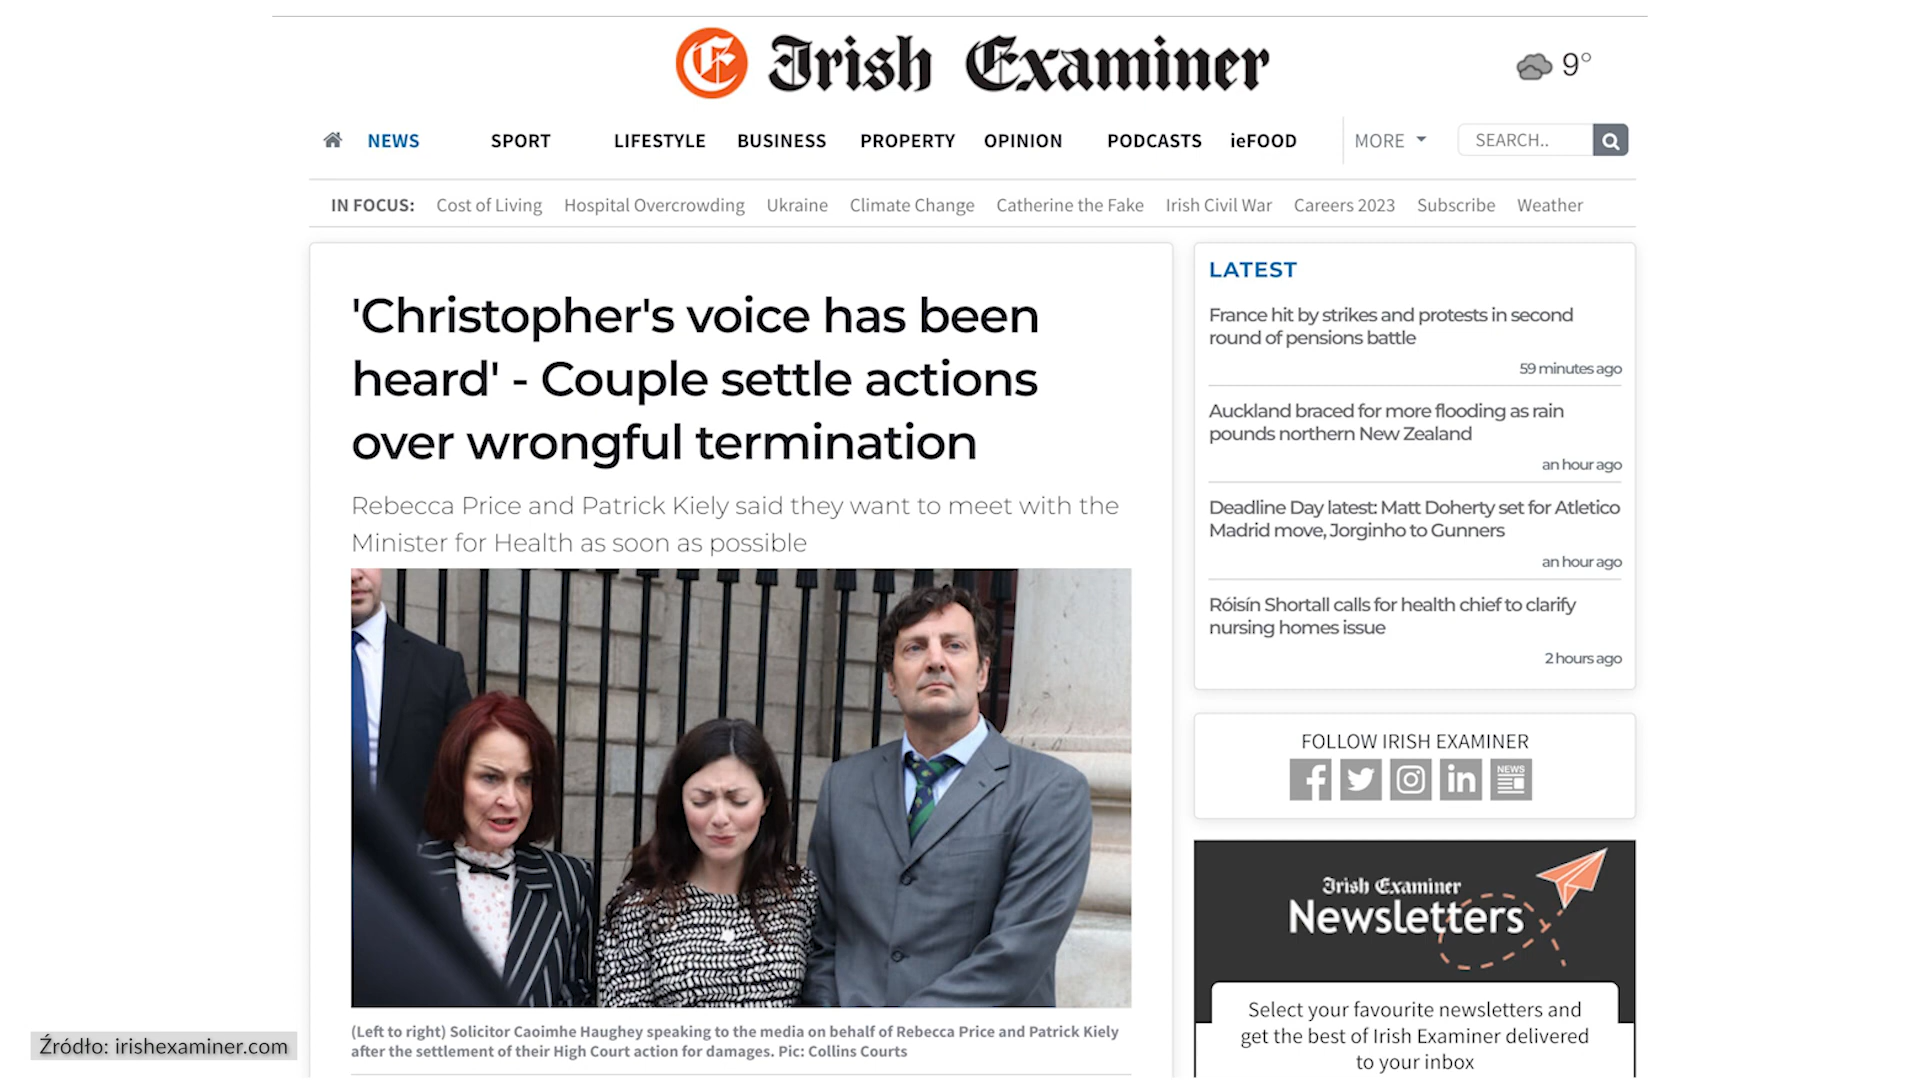 Irish Examiner
9°
NEWS SPORT LIFESTYLE BUSINESS PROPERTY OPINION PODCASTS ieFOOD MORE SEARCH..
IN FOCUS: Cost of Living Hospital Overcrowding Ukraine Climate Change Catherine the Fake Irish Civil War Careers 2023 Subscribe Weather
'Christopher's voice has been
heard' - Couple settle actions
over wrongful termination
Rebecca Price and Patrick Kiely said they want to meet with the
Minister for Health as soon as possible
(Left to right) Solicitor Caoimhe Haughey speaking to the media on behalf of Rebecca Price and Patrick Kiely
after the settlement of their High Court action for damages. Pic: Collins Courts
LATEST
France hit by strikes and protests in second
round of pensions battle
59 minutes ago
Auckland braced for more flooding as rain
pounds northern New Zealand
an hour ago
Deadline Day latest: Matt Doherty set for Atletico
Madrid move, Jorginho to Gunners
an hour ago
Róisín Shortall calls for health chief to clarify
nursing homes issue
2 hours ago
FOLLOW IRISH EXAMINER
NEWS
Irish Examiner
Newsletters
Select your favourite newsletters and
get the best of Irish Examiner delivered
to your inbox
Źródło: irishexaminer.com